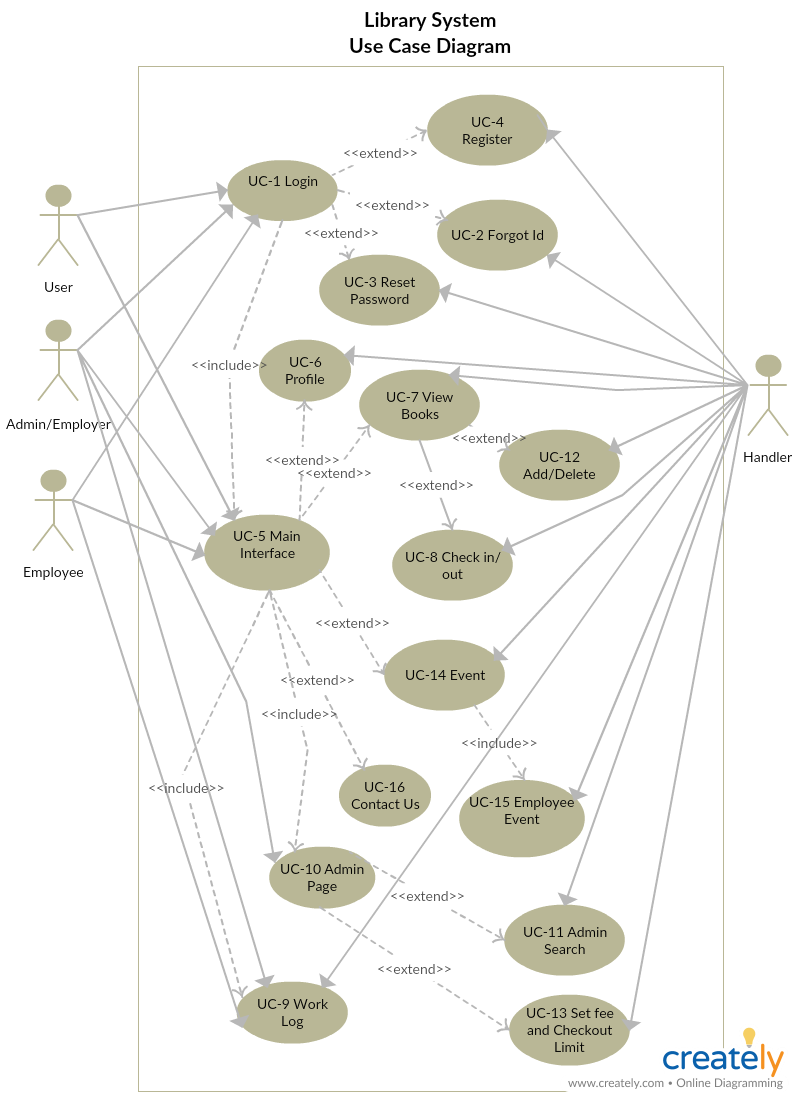 Library System
Use Case Diagram
UC-4
Register
<<extend>>
UC-1 Login
<<extend>>
<<extend>>
UC-2 Forgot Id
UC-3 Reset
Password
User
<<include>>
UC-6
Profile
UC-7 View
Books
Admin/Employer
<<extend>>
UC-12
Add/Delete
Handler
<<extend>>
<<extend>>
<<extend>>
UC-5 Main
Interface
UC-8 Check in/
out
Employee
<<extend>>
UC-14 Event
<<extend>>
<<include>>
<<include>>
<<include>>
UC-16
Contact Us
UC-15 Employee
Event
UC-10 Admin
Page
<<extend>>
UC-11 Admin
Search
<<extend>>
UC-9 Work
Log
UC-13 Set fee
and Checkout
Limit
creately
www.creately.com • Online Diagramming